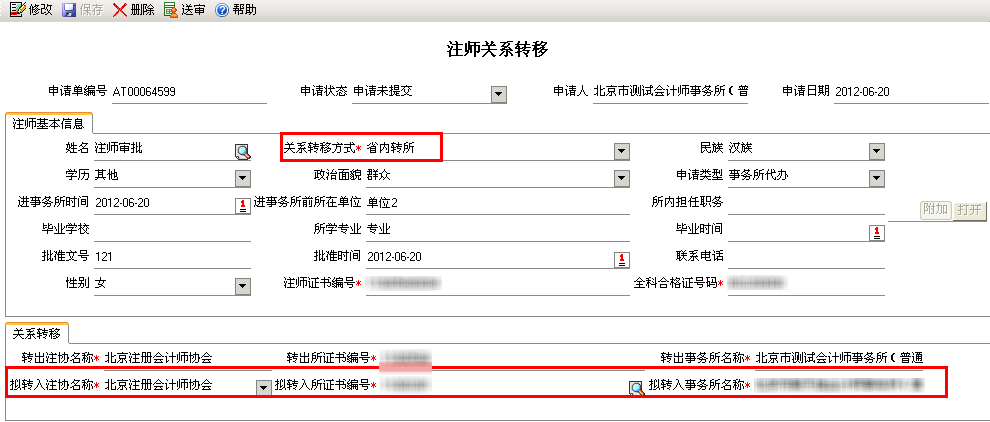 修改 保存 删除 送审 帮助
注师关系转移
申请单编号 AT00064599 申请状态 申请未提交 申请人 北京市测试会计师事务所（普 申请日期 2012-06-20
注师基本信息
姓名 注师审批 关系转移方式* 省内转所 民族 汉族
学历 其他 政治面貌 群众 申请类型 事务所代办
进事务所时间 2012-06-20 进事务所前所在单位 单位2 所内担任职务 附加 打开
毕业学校 所学专业 专业 毕业时间
批准文号 121 批准时间 2012-06-20 联系电话
性别 女 注师证书编号* 全科合格证号码*
关系转移
转出注协名称* 北京注册会计师协会 转出所证书编号* 转出事务所名称* 北京市测试会计师事务所（普通
拟转入注协名称* 北京注册会计师协会 拟转入所证书编号* 拟转入事务所名称*